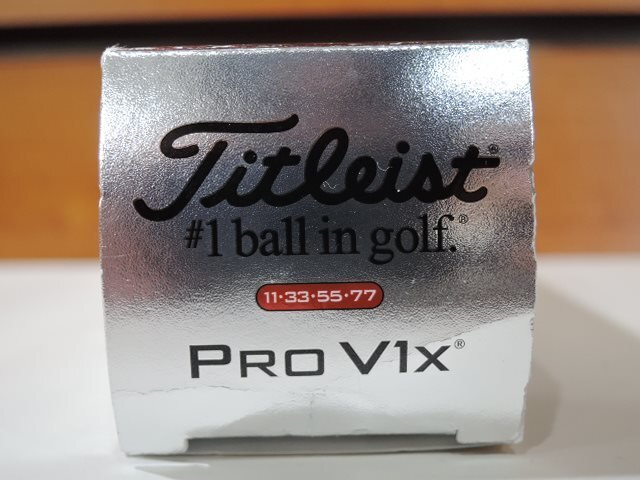 Titleist®
#1 ball in golf.®
11·33·55·77
PRO V1x®